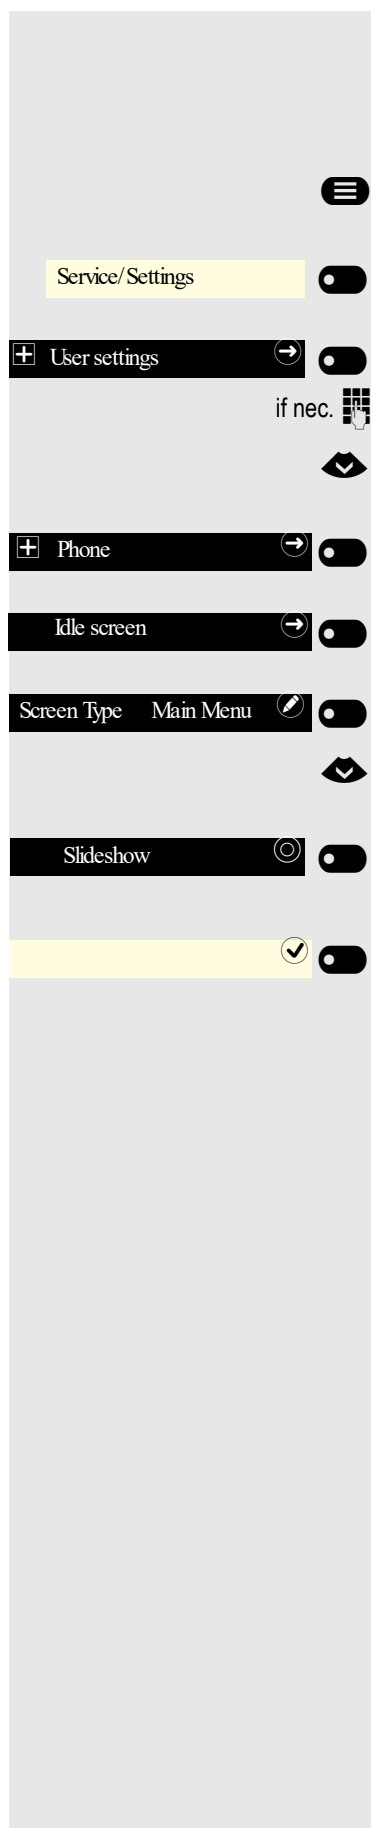 Service/Settings
User settings
if nec.
Phone
Idle screen
Screen Type Main Menu
Slideshow